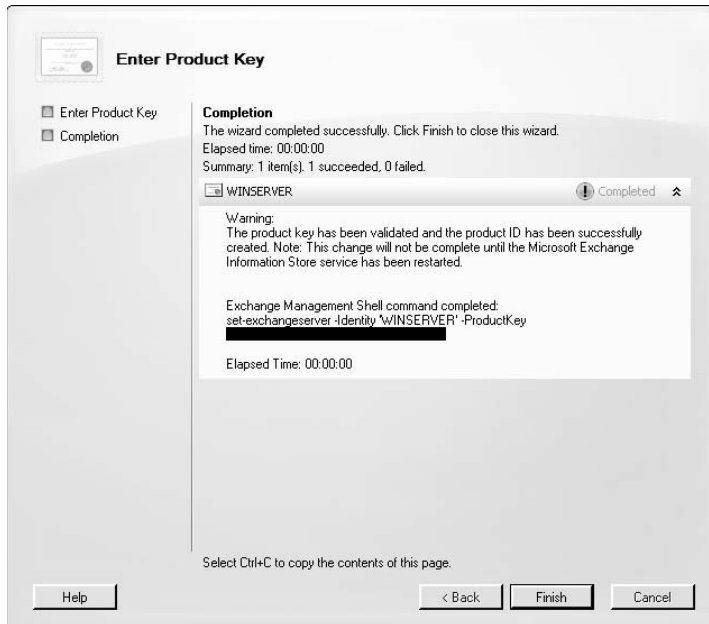 Enter Product Key
Enter Product Key
Completion
Completion
The wizard completed successfully. Click Finish to close this wizard.
Elapsed time: 00:00:00
Summary: 1 item(s). 1 succeeded, 0 failed.
WINSERVER
Completed
Warning:
The product key has been validated and the product ID has been successfully
created. Note: This change will not be complete until the Microsoft Exchange
Information Store service has been restarted.
Exchange Management Shell command completed:
set-exchangeserver -Identity 'WINSERVER' -ProductKey
Elapsed Time: 00:00:00
Select Ctrl+C to copy the contents of this page.
Help
< Back
Finish
Cancel